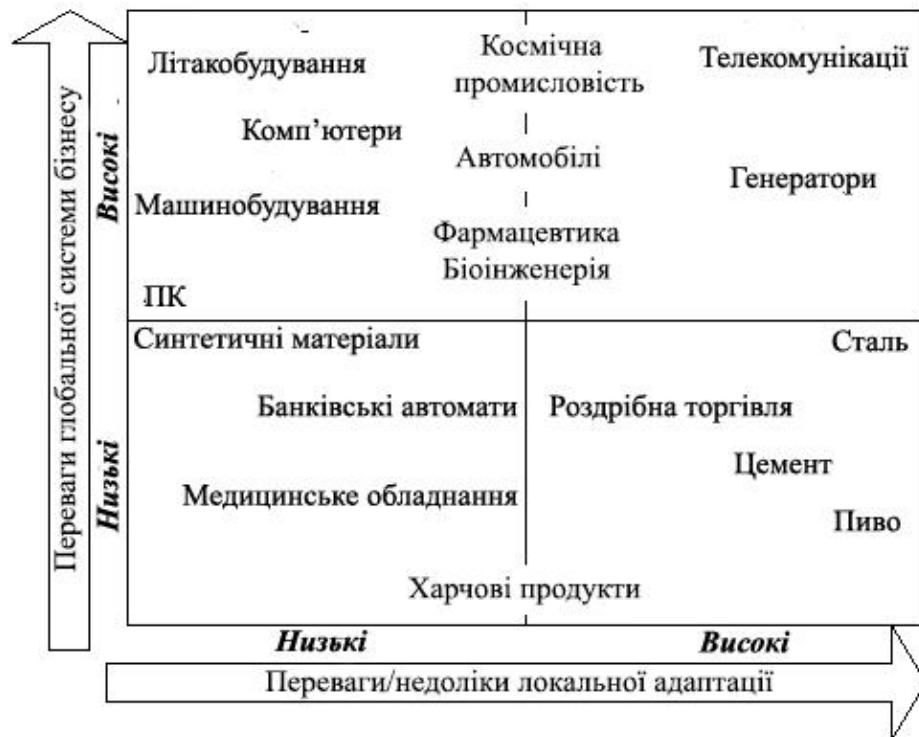 Переваги глобальної системи бізнесу
Високі
Низькі
Літакобудування
Космічна
промисловість
Телекомунікації
Комп’ютери
Автомобілі
Генератори
Машинобудування
Фармацевтика
Біоінженерія
ПК
Синтетичні матеріали
Сталь
Банківські автомати
Роздрібна торгівля
Цемент
Медицинське обладнання
Пиво
Харчові продукти
Низькі
Високі
Переваги/недоліки локальної адаптації